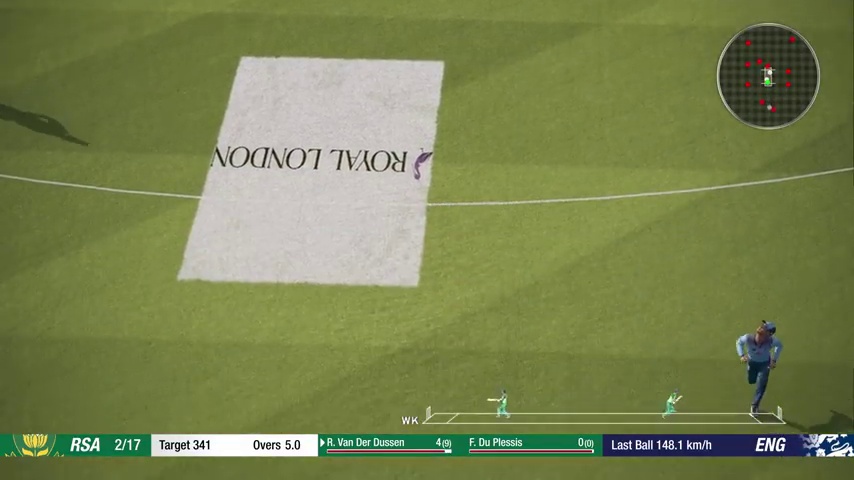 ROYAL LONDON
WK
RSA 2/17 Target 341 Overs 5.0 R. Van Der Dussen 4(9) F. Du Plessis 0(0) Last Ball 148.1 km/h ENG